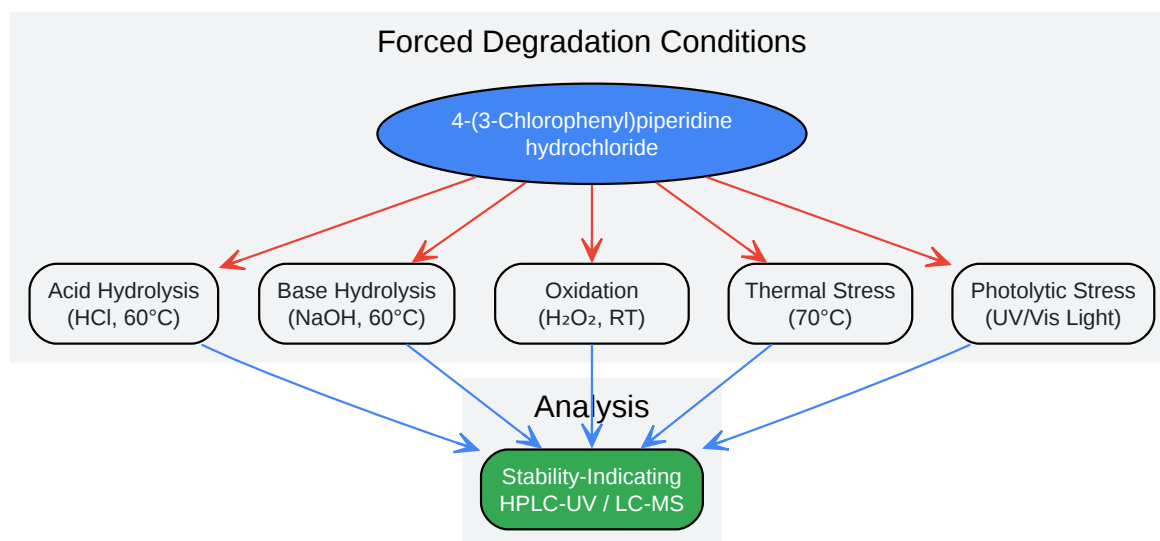 Forced Degradation Conditions
4-(3-Chlorophenyl)piperidine
hydrochloride
Acid Hydrolysis
(HCl, 60°C)
Base Hydrolysis
(NaOH, 60°C)
Oxidation
(H₂O₂, RT)
Thermal Stress
(70°C)
Photolytic Stress
(UV/Vis Light)
Analysis
Stability-Indicating
HPLC-UV / LC-MS